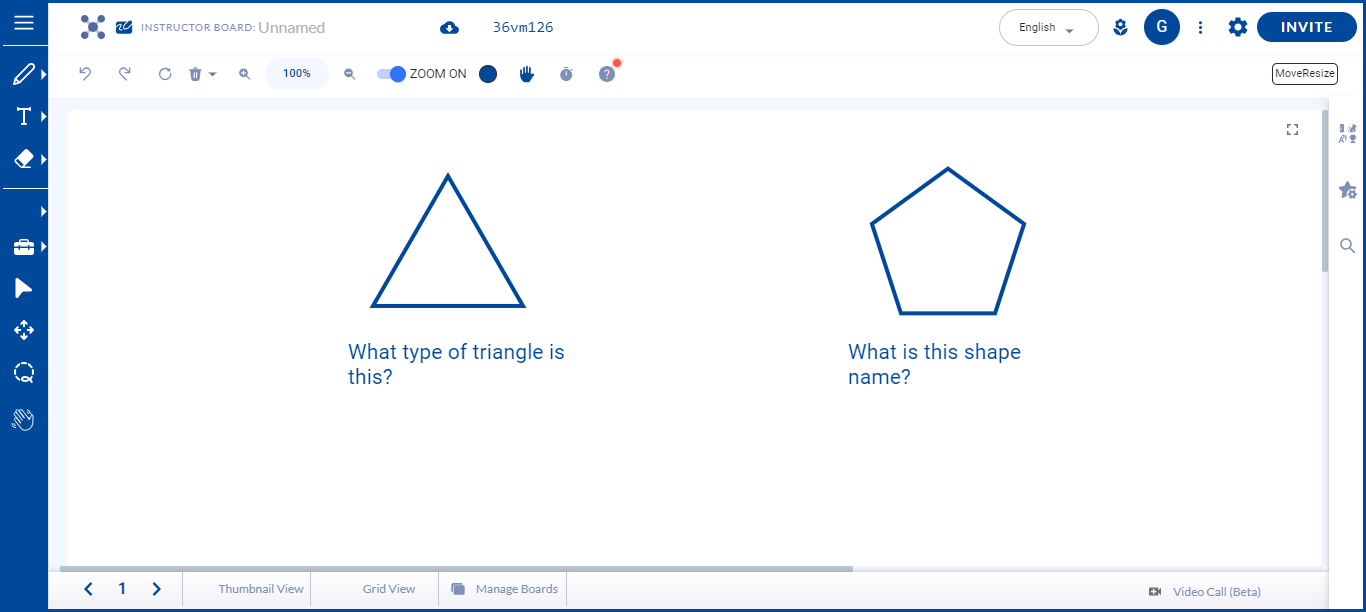 INSTRUCTOR BOARD: Unnamed
36vm126
English
G
INVITE
100%
ZOOM ON
?
MoveResize
T
What type of triangle is
this?
What is this shape
name?
1
Thumbnail View
Grid View
Manage Boards
Video Call (Beta)